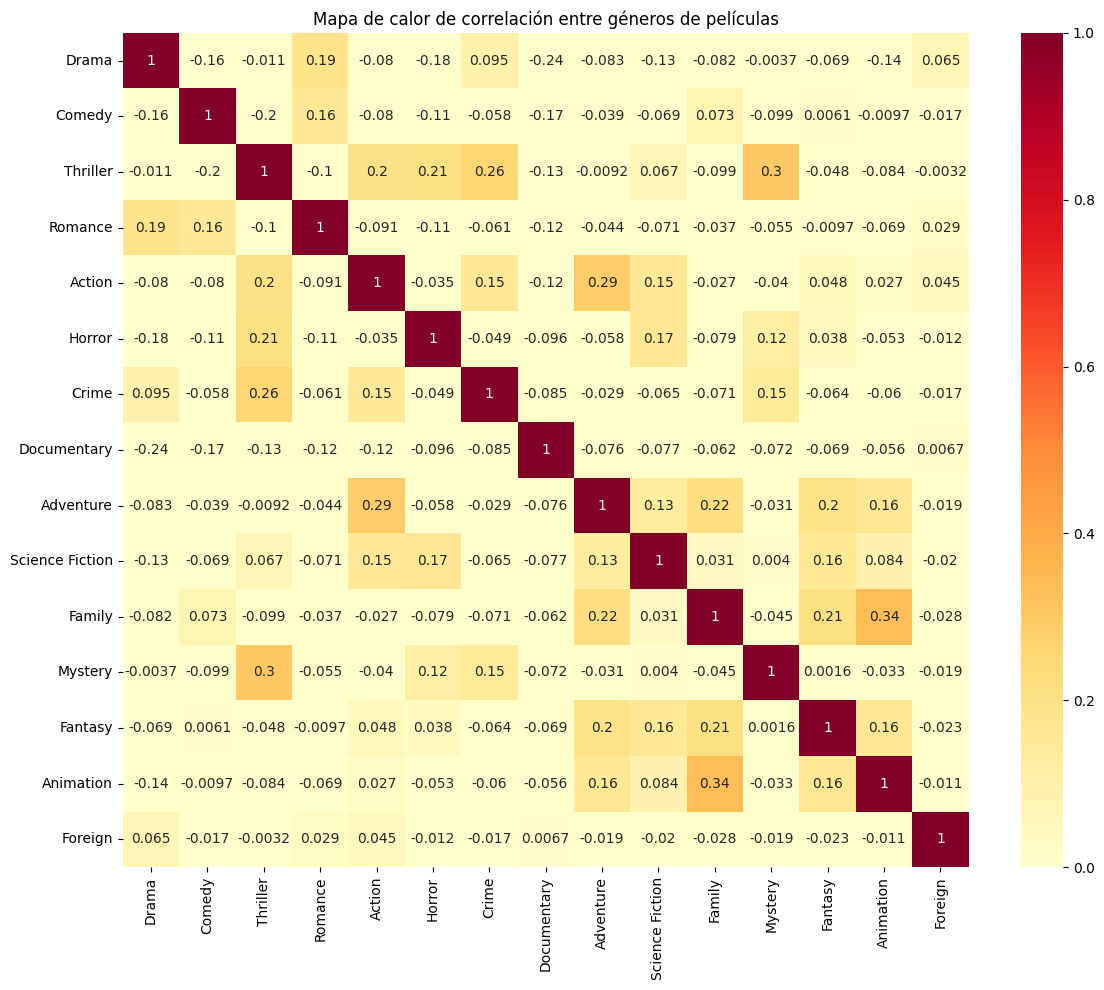 Mapa de calor de correlación entre géneros de películas
Drama 1 -0.16 -0.011 0.19 -0.08 -0.18 0.095 -0.24 -0.083 -0.13 -0.082 -0.0037 -0.069 -0.14 0.065
Comedy -0.16 1 -0.2 0.16 -0.08 -0.11 -0.058 -0.17 -0.039 -0.069 0.073 -0.099 0.0061 -0.0097 -0.017
Thriller -0.011 -0.2 1 -0.1 0.2 0.21 0.26 -0.13 -0.0092 0.067 -0.099 0.3 -0.048 -0.084 -0.0032
Romance 0.19 0.16 -0.1 1 -0.091 -0.11 -0.061 -0.12 -0.044 -0.071 -0.037 -0.055 -0.0097 -0.069 0.029
Action -0.08 -0.08 0.2 -0.091 1 -0.035 0.15 -0.12 0.29 0.15 -0.027 -0.04 0.048 0.027 0.045
Horror -0.18 -0.11 0.21 -0.11 -0.035 1 -0.049 -0.096 -0.058 0.17 -0.079 0.12 0.038 -0.053 -0.012
Crime 0.095 -0.058 0.26 -0.061 0.15 -0.049 1 -0.085 -0.029 -0.065 -0.071 0.15 -0.064 -0.06 -0.017
Documentary -0.24 -0.17 -0.13 -0.12 -0.12 -0.096 -0.085 1 -0.076 -0.077 -0.062 -0.072 -0.069 -0.056 0.0067
Adventure -0.083 -0.039 -0.0092 -0.044 0.29 -0.058 -0.029 -0.076 1 0.13 0.22 -0.031 0.2 0.16 -0.019
Science Fiction -0.13 -0.069 0.067 -0.071 0.15 0.17 -0.065 -0.077 0.13 1 0.031 0.004 0.16 0.084 -0.02
Family -0.082 0.073 -0.099 -0.037 -0.027 -0.079 -0.071 -0.062 0.22 0.031 1 -0.045 0.21 0.34 -0.028
Mystery -0.0037 -0.099 0.3 -0.055 -0.04 0.12 0.15 -0.072 -0.031 0.004 -0.045 1 0.0016 -0.033 -0.019
Fantasy -0.069 0.0061 -0.048 -0.0097 0.048 0.038 -0.064 -0.069 0.2 0.16 0.21 0.0016 1 0.16 -0.023
Animation -0.14 -0.0097 -0.084 -0.069 0.027 -0.053 -0.06 -0.056 0.16 0.084 0.34 -0.033 0.16 1 -0.011
Foreign 0.065 -0.017 -0.0032 0.029 0.045 -0.012 -0.017 0.0067 -0.019 -0.02 -0.028 -0.019 -0.023 -0.011 1
Drama Comedy Thriller Romance Action Horror Crime Documentary Adventure Science Fiction Family Mystery Fantasy Animation Foreign
1.0
0.8
0.6
0.4
0.2
0.0